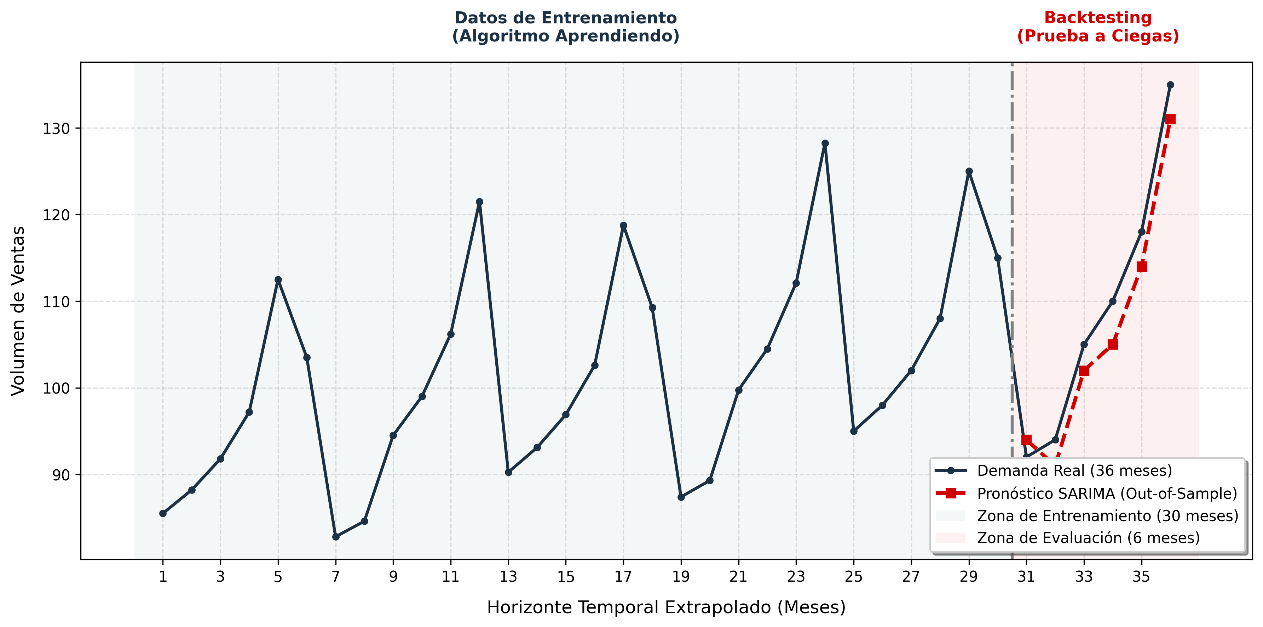 Datos de Entrenamiento
(Algoritmo Aprendiendo)
Backtesting
(Prueba a Ciegas)
Volumen de Ventas
130
120
110
100
90
1 3 5 7 9 11 13 15 17 19 21 23 25 27 29 31 33 35
Horizonte Temporal Extrapolado (Meses)
Demanda Real (36 meses)
Pronóstico SARIMA (Out-of-Sample)
Zona de Entrenamiento (30 meses)
Zona de Evaluación (6 meses)